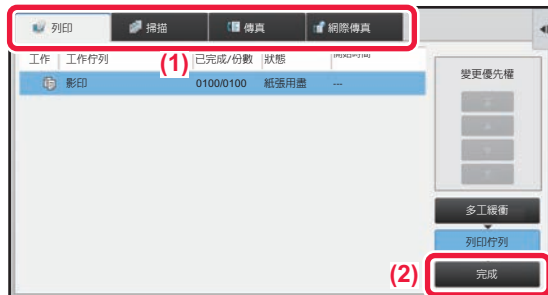 列印 掃描 傳真 網際傳真
(1)
工作 工作佇列 已完成/份數 狀態 開始時間
影印 0100/0100 紙張用盡 ---
變更優先權
多工緩衝
列印佇列
(2) 完成